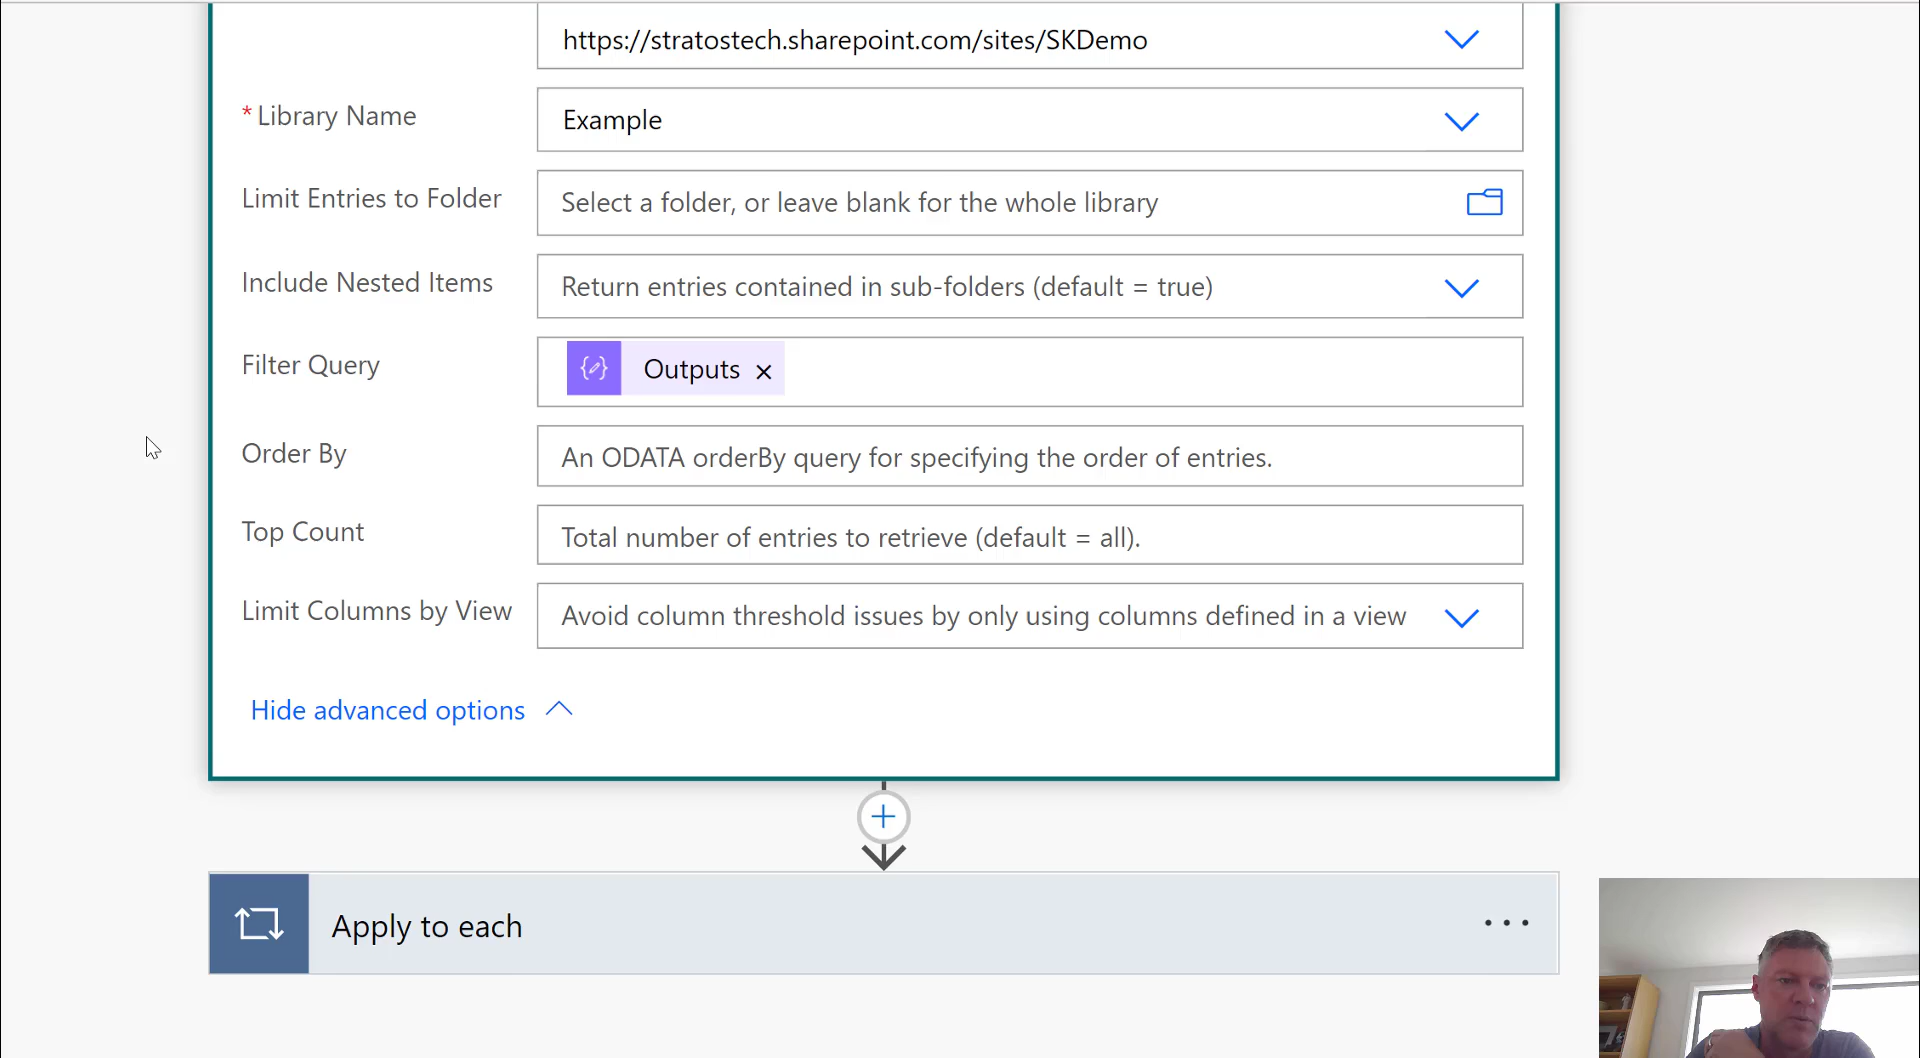 https://stratostech.sharepoint.com/sites/SKDemo
* Library Name
Example
Limit Entries to Folder
Select a folder, or leave blank for the whole library
Include Nested Items
Return entries contained in sub-folders (default = true)
Filter Query
Outputs ×
Order By
An ODATA orderBy query for specifying the order of entries.
Top Count
Total number of entries to retrieve (default = all).
Limit Columns by View
Avoid column threshold issues by only using columns defined in a view
Hide advanced options
Apply to each